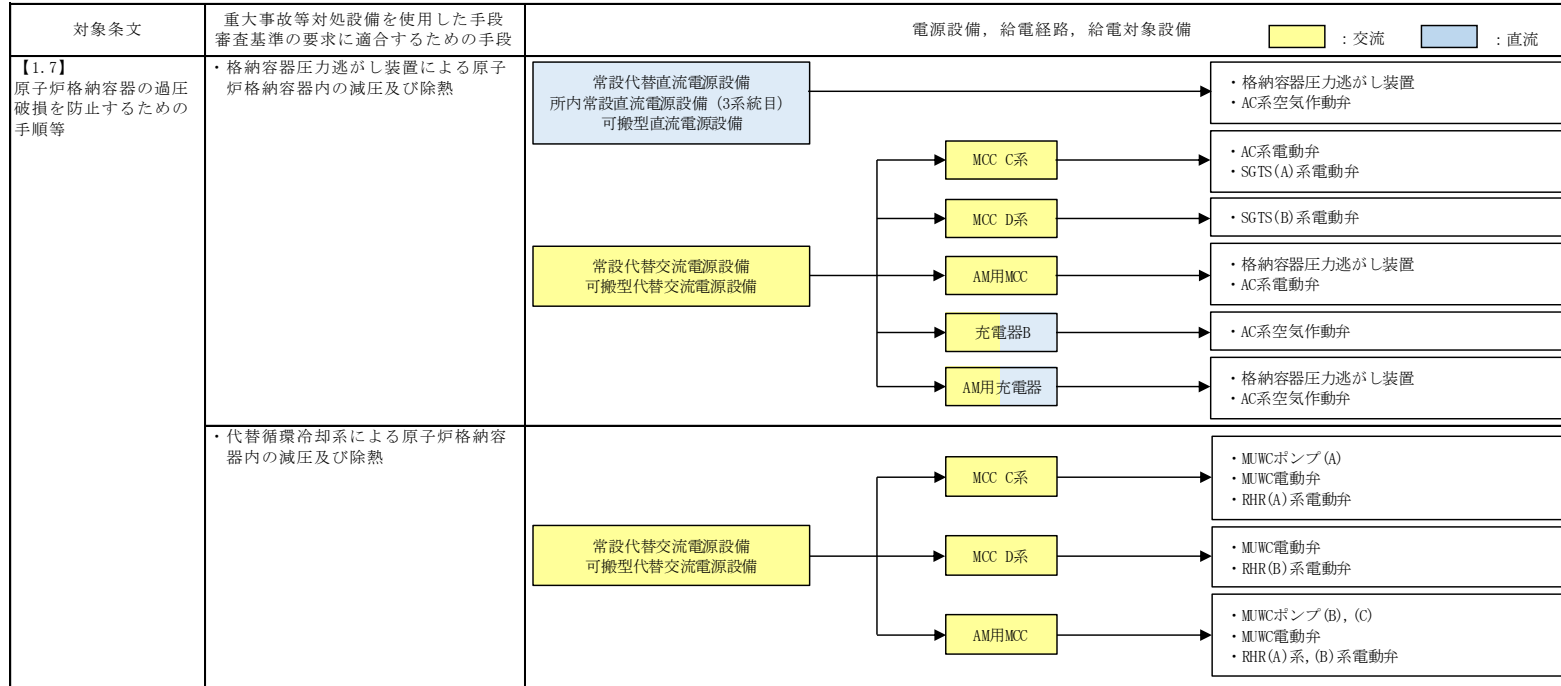 対象条文
重大事故等対処設備を使用した手段
審査基準の要求に適合するための手段
電源設備，給電経路，給電対象設備
：交流
：直流
【1.7】
原子炉格納容器の過圧
破損を防止するための
手順等
・格納容器圧力逃がし装置による原子
炉格納容器内の減圧及び除熱
常設代替直流電源設備
所内常設直流電源設備（3系統目）
可搬型直流電源設備
・格納容器圧力逃がし装置
・AC系空気作動弁
常設代替交流電源設備
可搬型代替交流電源設備
MCC C系
・AC系電動弁
・SGTS(A)系電動弁
MCC D系
・SGTS(B)系電動弁
AM用MCC
・格納容器圧力逃がし装置
・AC系電動弁
充電器B
・AC系空気作動弁
AM用充電器
・格納容器圧力逃がし装置
・AC系空気作動弁
・代替循環冷却系による原子炉格納容
器内の減圧及び除熱
常設代替交流電源設備
可搬型代替交流電源設備
MCC C系
・MUWCポンプ(A)
・MUWC電動弁
・RHR(A)系電動弁
MCC D系
・MUWC電動弁
・RHR(B)系電動弁
AM用MCC
・MUWCポンプ(B),(C)
・MUWC電動弁
・RHR(A)系,(B)系電動弁